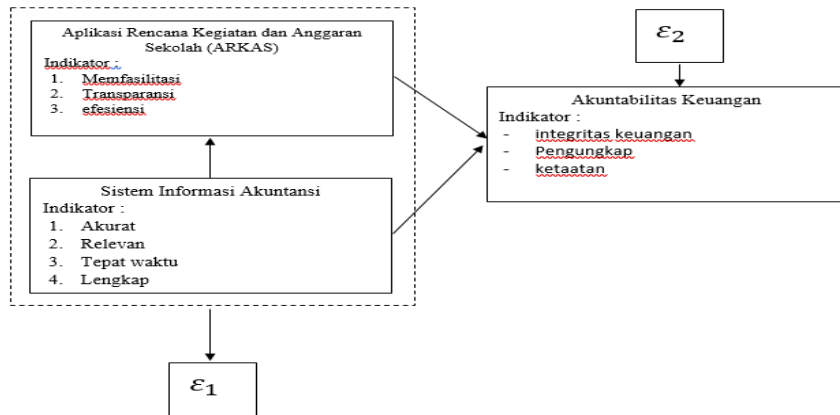 Aplikasi Rencana Kegiatan dan Anggaran
Sekolah (ARKAS)
Indikator :
1. Memfasilitasi
2. Transparansi
3. efesiensi
Sistem Informasi Akuntansi
Indikator :
1. Akurat
2. Relevan
3. Tepat waktu
4. Lengkap
ε1
ε2
Akuntabilitas Keuangan
Indikator :
- integritas keuangan
- Pengungkap
- ketaatan